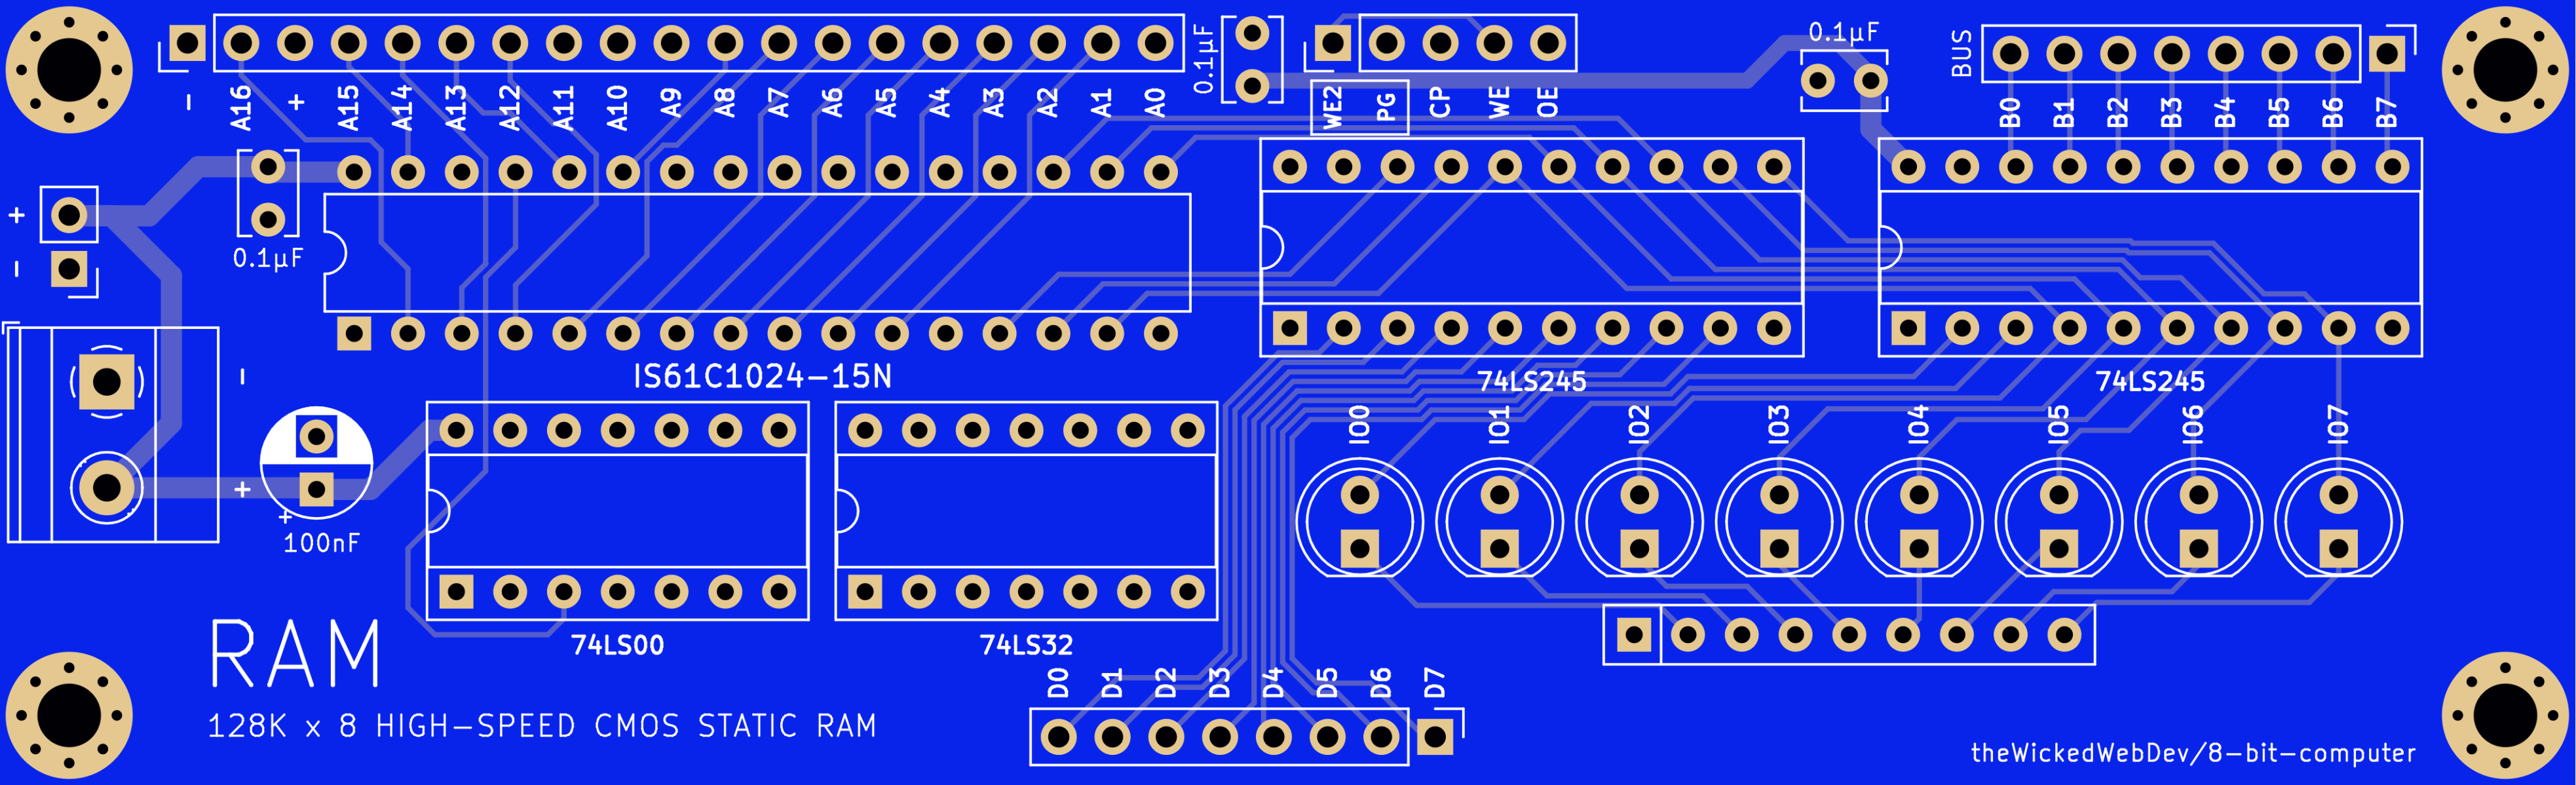 - A16 + A15 A14 A13 A12 A11 A10 A9 A8 A7 A6 A5 A4 A3 A2 A1 A0
0.1µF
WE2 PG CP WE OE
0.1µF
BUS
B0 B1 B2 B3 B4 B5 B6 B7
+
-
0.1µF
IS61C1024-15N
74LS245
74LS245
-
+
+
100nF
IO0 IO1 IO2 IO3 IO4 IO5 IO6 IO7
74LS00
74LS32
RAM
128K x 8 HIGH-SPEED CMOS STATIC RAM
D0 D1 D2 D3 D4 D5 D6 D7
theWickedWebDev/8-bit-computer